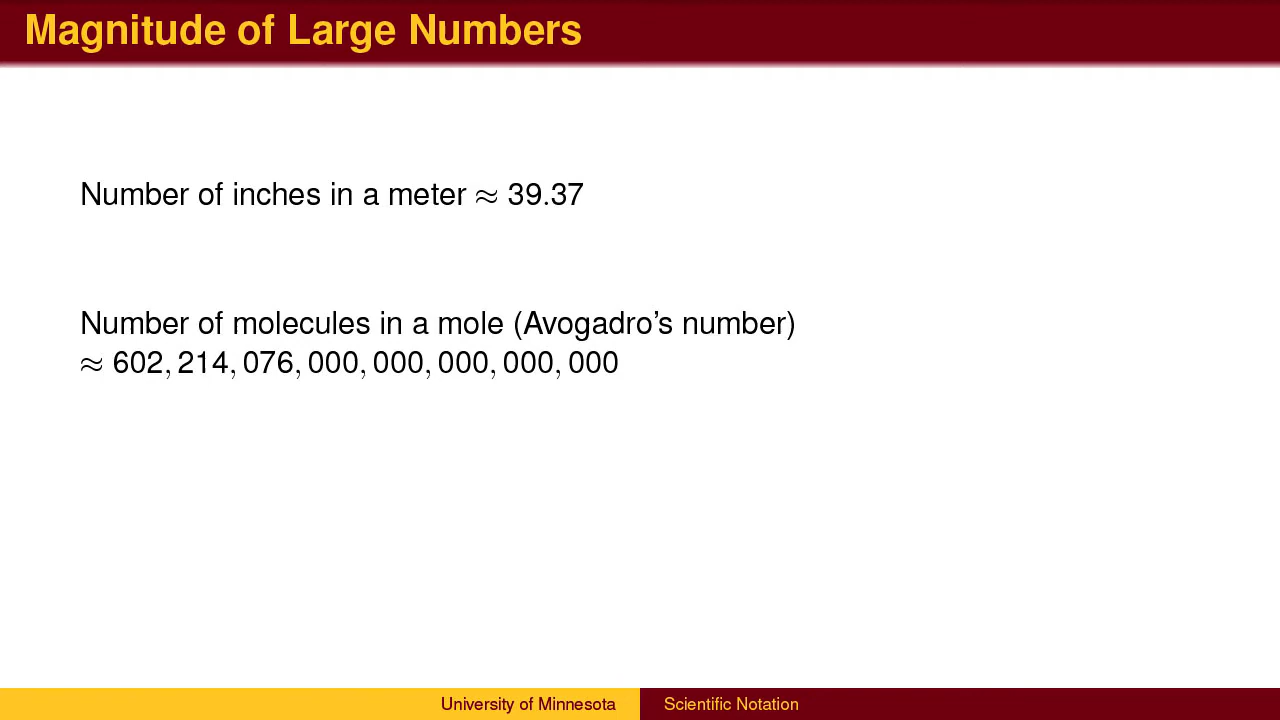 Magnitude of Large Numbers
Number of inches in a meter ≈ 39.37
Number of molecules in a mole (Avogadro’s number)
≈ 602, 214, 076, 000, 000, 000, 000, 000
University of Minnesota
Scientific Notation